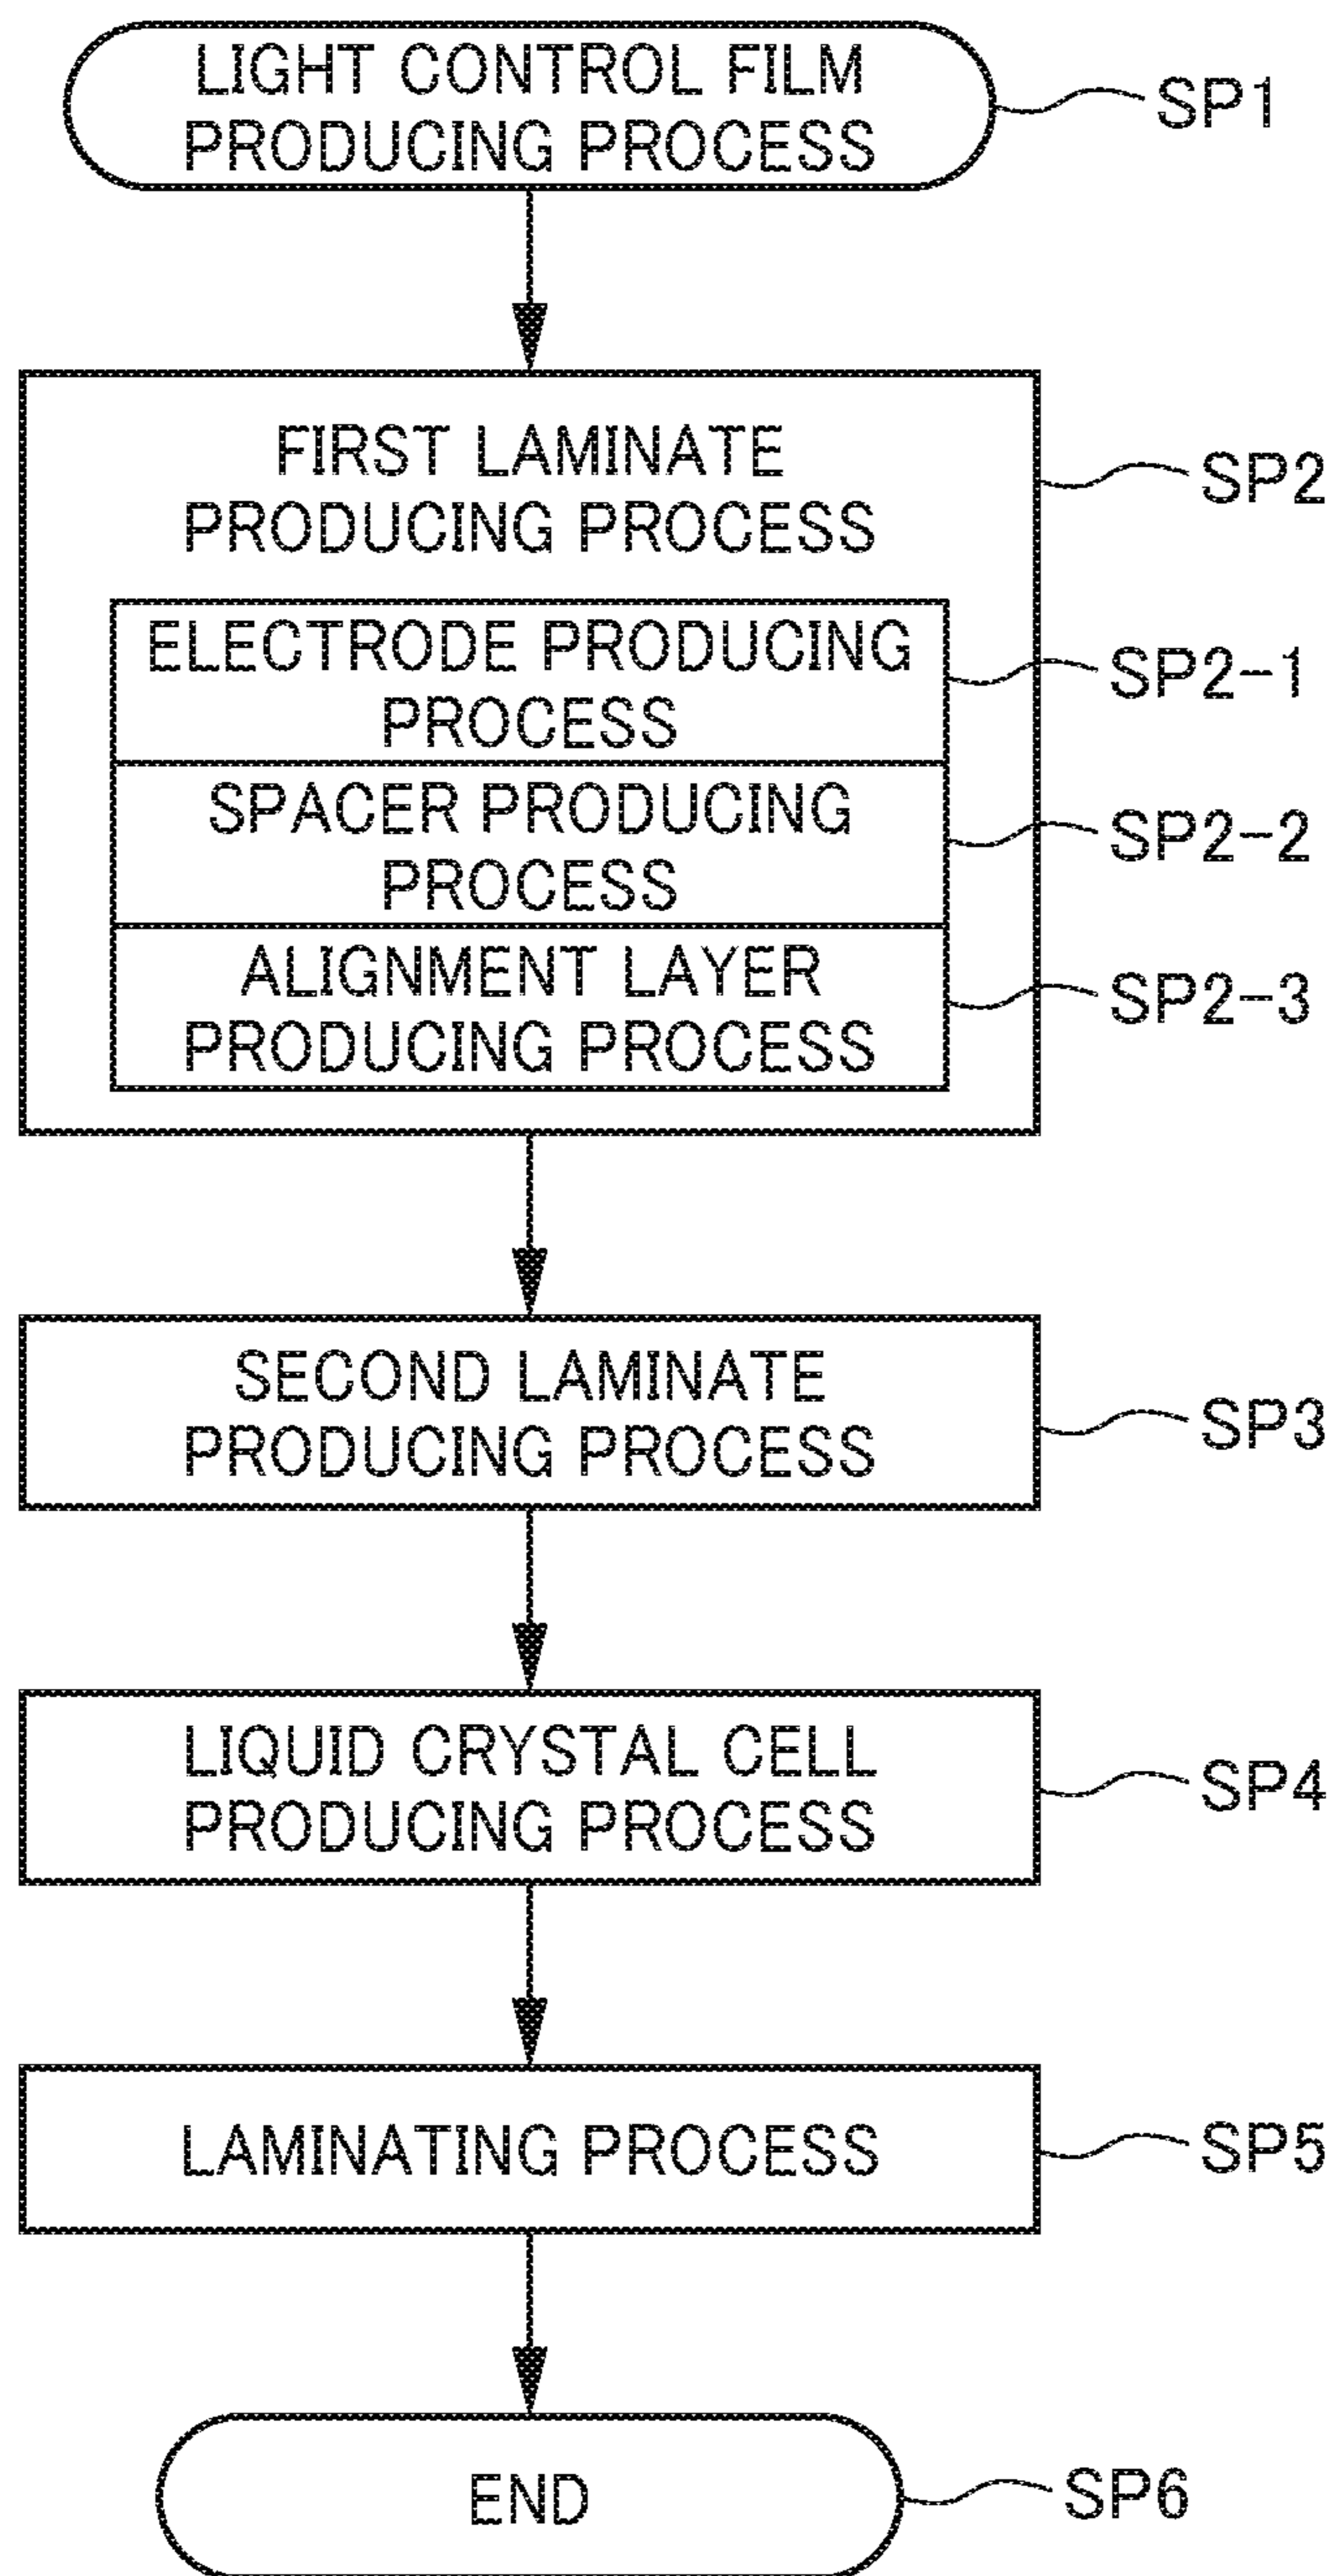 LIGHT CONTROL FILM
PRODUCING PROCESS
SP1
FIRST LAMINATE
PRODUCING PROCESS
SP2
ELECTRODE PRODUCING
PROCESS
SP2-1
SPACER PRODUCING
PROCESS
SP2-2
ALIGNMENT LAYER
PRODUCING PROCESS
SP2-3
SECOND LAMINATE
PRODUCING PROCESS
SP3
LIQUID CRYSTAL CELL
PRODUCING PROCESS
SP4
LAMINATING PROCESS
SP5
END
SP6